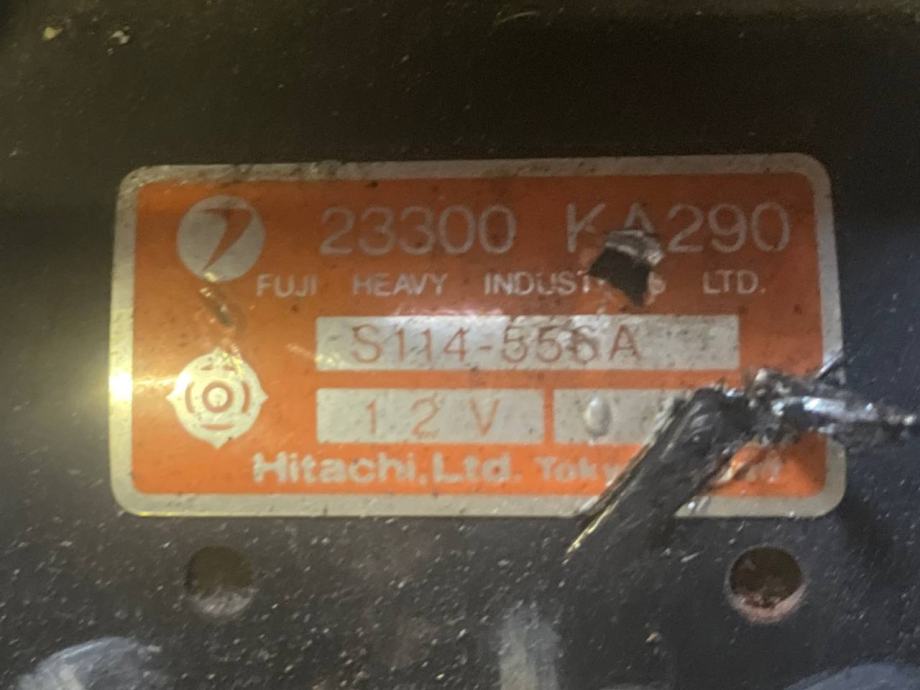 23300 KA290
FUJI HEAVY LTD.
S114-556A
12V
Hitachi, Ltd.